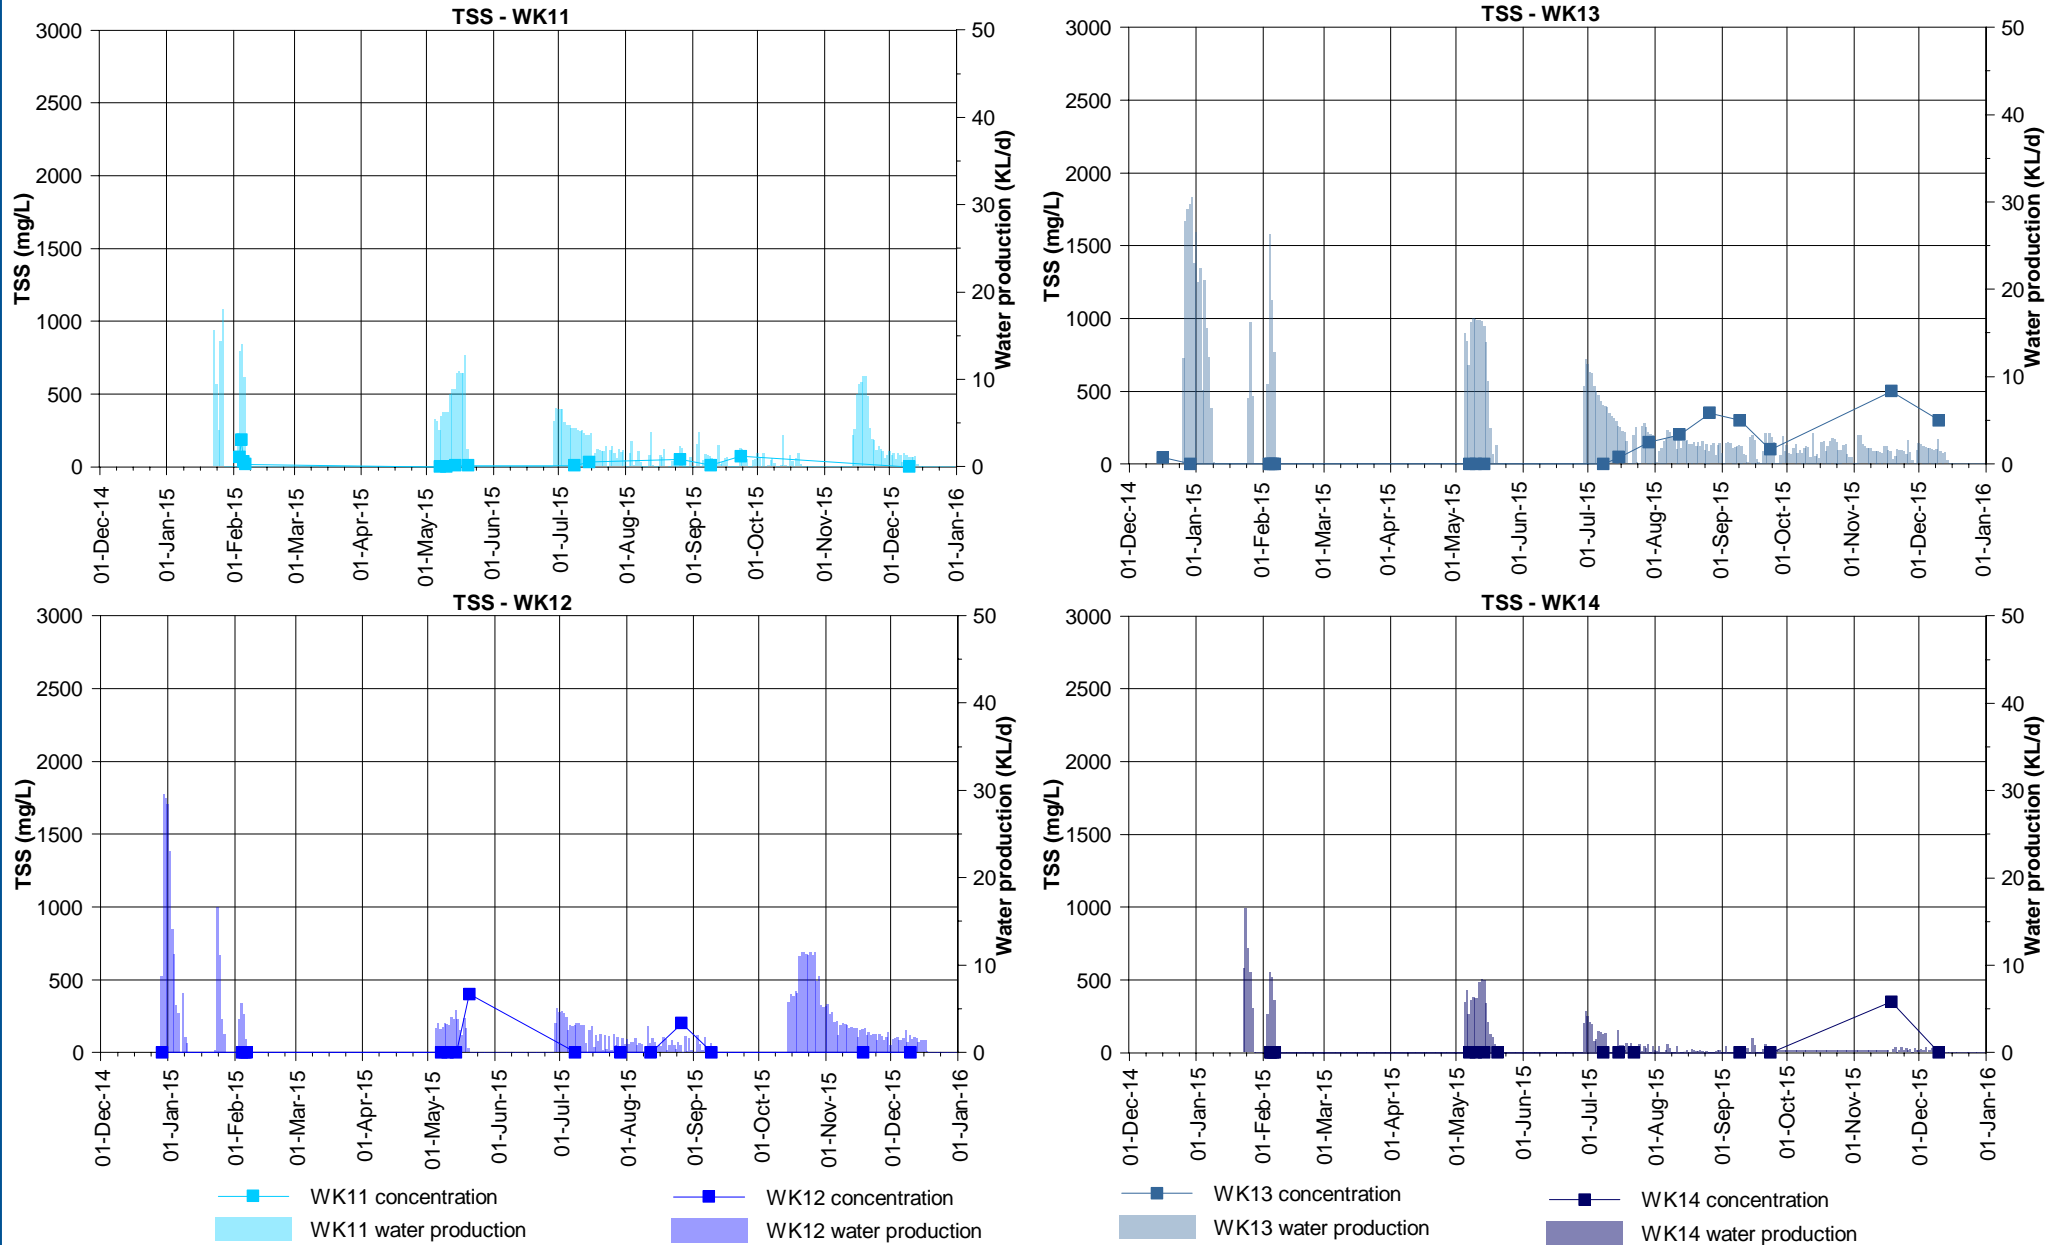 TSS - WK11
3000
2500
2000
1500
1000
500
0
TSS (mg/L)
50
40
30
20
10
0
Water production (KL/d)
01-Dec-14
01-Jan-15
01-Feb-15
01-Mar-15
01-Apr-15
01-May-15
01-Jun-15
01-Jul-15
01-Aug-15
01-Sep-15
01-Oct-15
01-Nov-15
01-Dec-15
01-Jan-16
TSS - WK13
3000
2500
2000
1500
1000
500
0
TSS (mg/L)
50
40
30
20
10
0
Water production (KL/d)
01-Dec-14
01-Jan-15
01-Feb-15
01-Mar-15
01-Apr-15
01-May-15
01-Jun-15
01-Jul-15
01-Aug-15
01-Sep-15
01-Oct-15
01-Nov-15
01-Dec-15
01-Jan-16
TSS - WK12
3000
2500
2000
1500
1000
500
0
TSS (mg/L)
50
40
30
20
10
0
Water production (KL/d)
01-Dec-14
01-Jan-15
01-Feb-15
01-Mar-15
01-Apr-15
01-May-15
01-Jun-15
01-Jul-15
01-Aug-15
01-Sep-15
01-Oct-15
01-Nov-15
01-Dec-15
01-Jan-16
TSS - WK14
3000
2500
2000
1500
1000
500
0
TSS (mg/L)
50
40
30
20
10
0
Water production (KL/d)
01-Dec-14
01-Jan-15
01-Feb-15
01-Mar-15
01-Apr-15
01-May-15
01-Jun-15
01-Jul-15
01-Aug-15
01-Sep-15
01-Oct-15
01-Nov-15
01-Dec-15
01-Jan-16
WK11 concentration
WK11 water production
WK12 concentration
WK12 water production
WK13 concentration
WK13 water production
WK14 concentration
WK14 water production